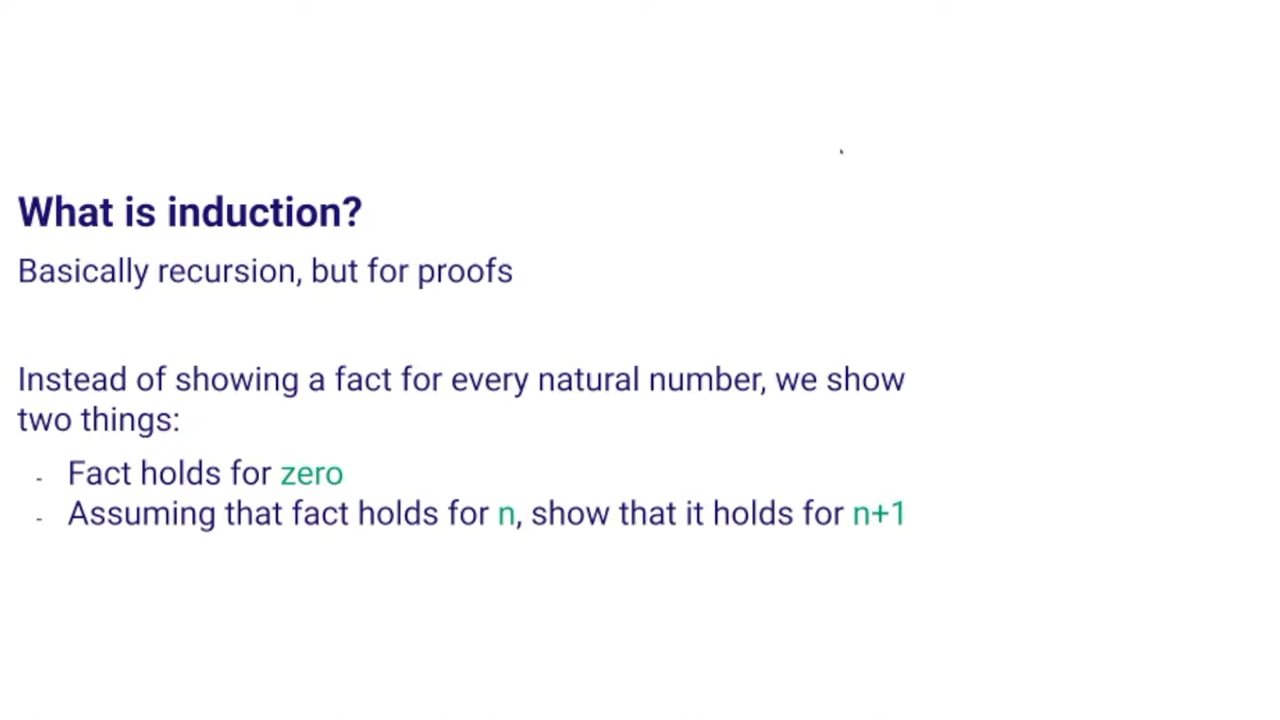 What is induction?
Basically recursion, but for proofs
Instead of showing a fact for every natural number, we show
two things:
- Fact holds for zero
- Assuming that fact holds for n, show that it holds for n+1